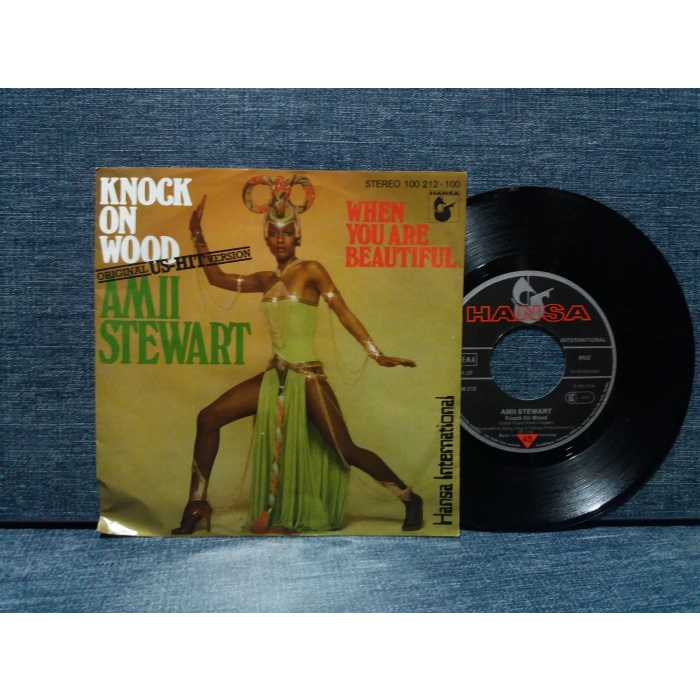 KNOCK
ON
WOOD
ORIGINAL US-HIT VERSION
AMII
STEWART
STEREO 100 212-100
HANSA
WHEN
YOU ARE
BEAUTIFUL
Hansa International
HANSA
INTERNATIONAL
AMII STEWART
Knock On Wood
45